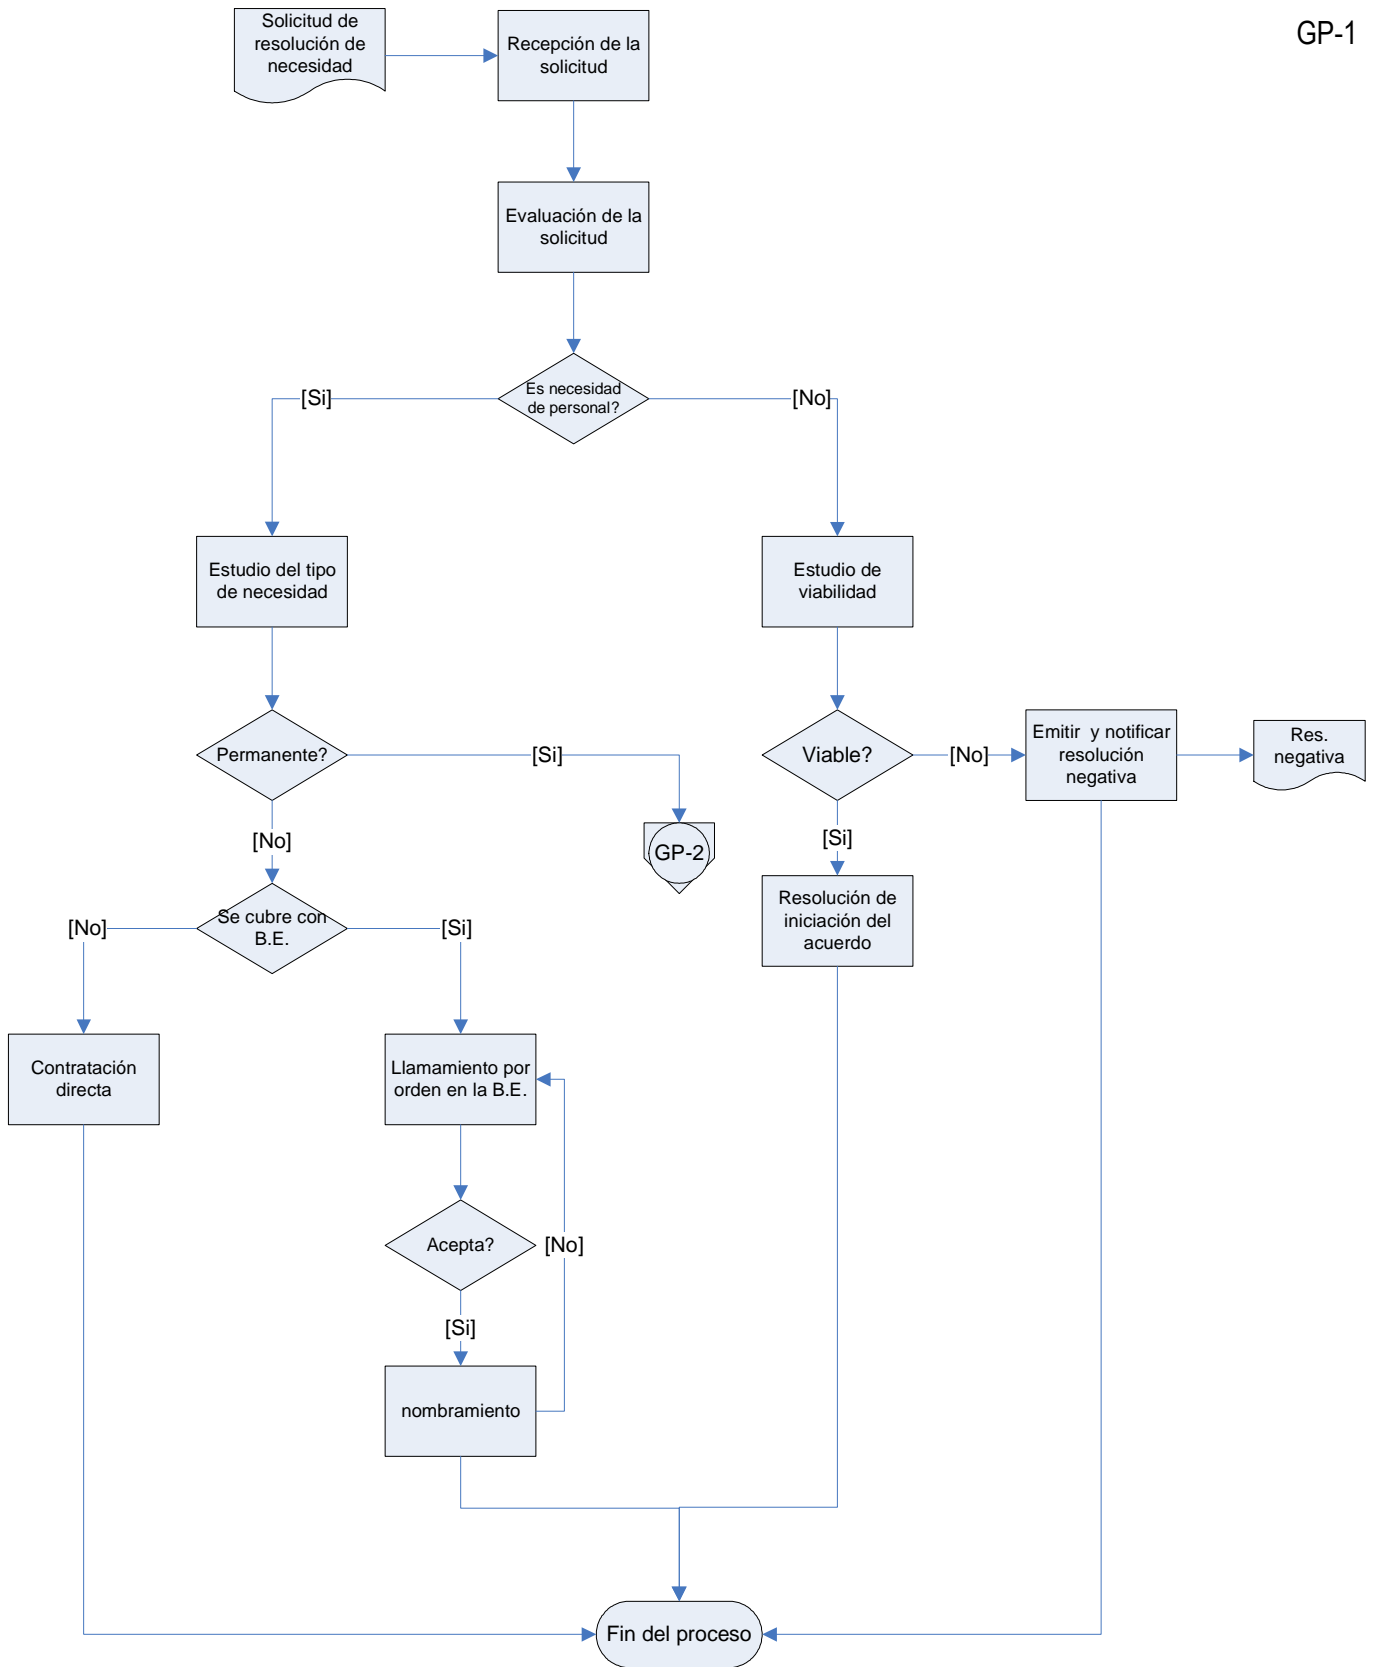 GP-1
Solicitud de
resolución de
necesidad
Recepción de la
solicitud
Evaluación de la
solicitud
Es necesidad
de personal?
[Si]
[No]
Estudio del tipo
de necesidad
Estudio de
viabilidad
Permanente?
[Si]
Viable?
[No]
Emitir y notificar
resolución
negativa
Res.
negativa
[No]
GP-2
[Si]
Se cubre con
B.E.
[No]
[Si]
Resolución de
iniciación del
acuerdo
Contratación
directa
Llamamiento por
orden en la B.E.
Acepta?
[No]
[Si]
nombramiento
Fin del proceso